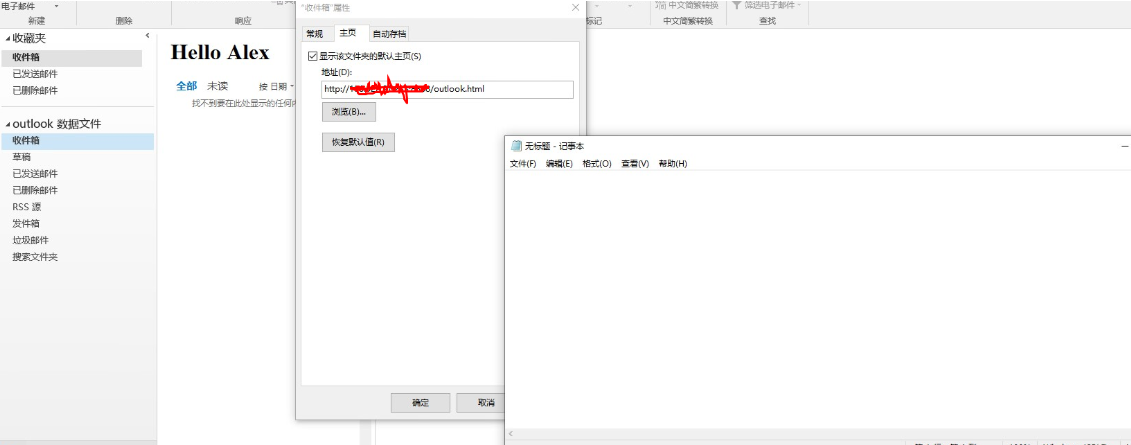 电子邮件
新建
删除
响应
标记
中文简繁转换
中文简繁转换
筛选电子邮件
查找
收藏夹
收件箱
已发送邮件
已删除邮件
outlook 数据文件
收件箱
草稿
已发送邮件
已删除邮件
RSS 源
发件箱
垃圾邮件
搜索文件夹
Hello Alex
全部 未读 按 日期
找不到要在此处显示的任何内
"收件箱"属性
常规 主页 自动存档
显示该文件夹的默认主页(S)
地址(D):
http:// /outlook.html
浏览(B)...
恢复默认值(R)
确定 取消
无标题 - 记事本
文件(F) 编辑(E) 格式(O) 查看(V) 帮助(H)